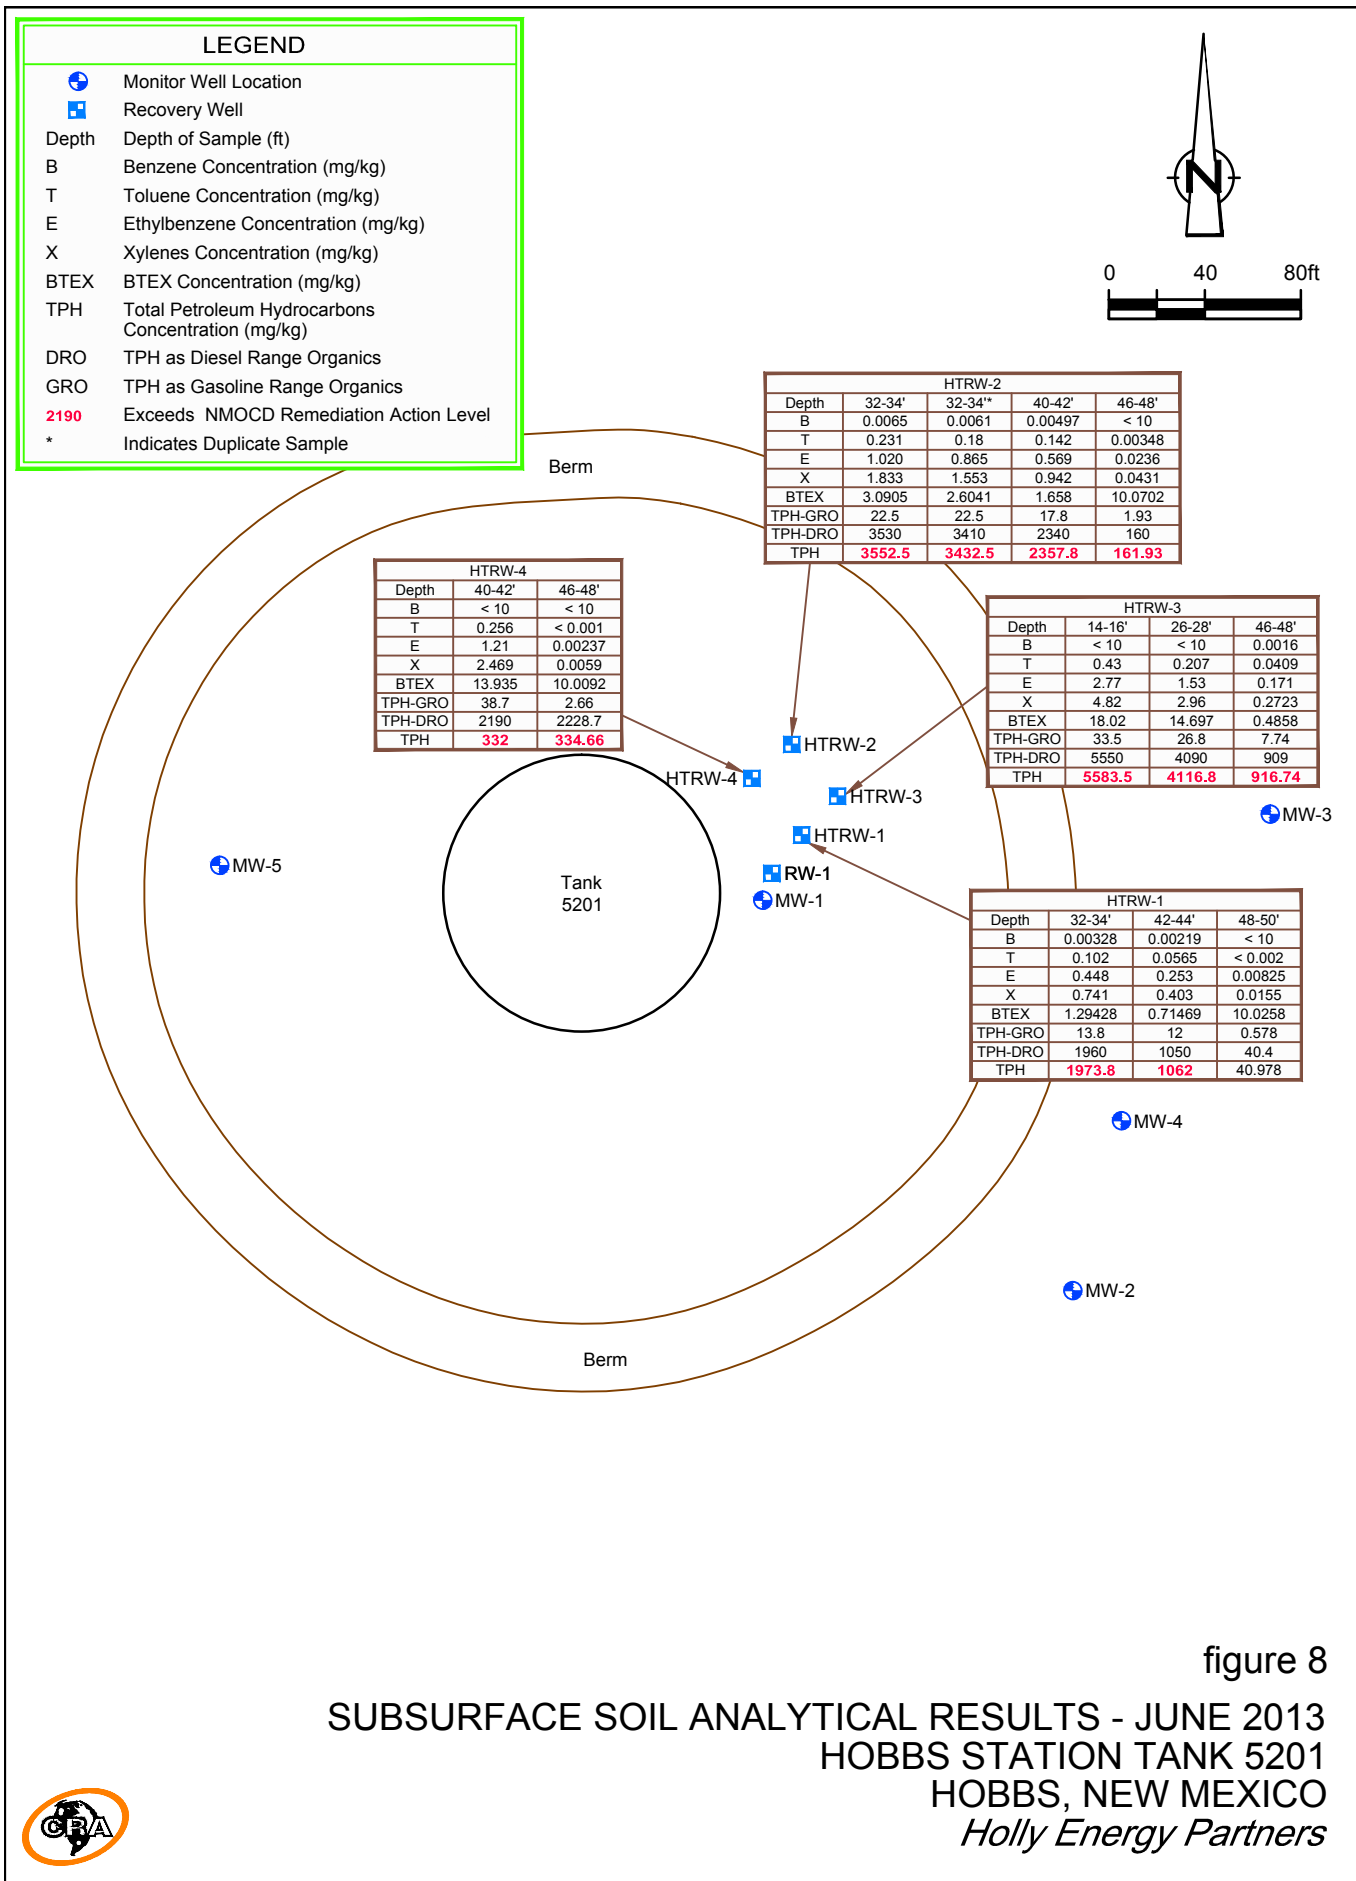 LEGEND
Monitor Well Location
Recovery Well
Depth Depth of Sample (ft)
B Benzene Concentration (mg/kg)
T Toluene Concentration (mg/kg)
E Ethylbenzene Concentration (mg/kg)
X Xylenes Concentration (mg/kg)
BTEX BTEX Concentration (mg/kg)
TPH Total Petroleum Hydrocarbons
Concentration (mg/kg)
DRO TPH as Diesel Range Organics
GRO TPH as Gasoline Range Organics
2190 Exceeds NMOCD Remediation Action Level
* Indicates Duplicate Sample
N
0 40 80ft
Berm
HTRW-2
Depth 32-34' 32-34'* 40-42' 46-48'
B 0.0065 0.0061 0.00497 < 10
T 0.231 0.18 0.142 0.00348
E 1.020 0.865 0.569 0.0236
X 1.833 1.553 0.942 0.0431
BTEX 3.0905 2.6041 1.658 10.0702
TPH-GRO 22.5 22.5 17.8 1.93
TPH-DRO 3530 3410 2340 160
TPH 3552.5 3432.5 2357.8 161.93
HTRW-4
Depth 40-42' 46-48'
B < 10 < 10
T 0.256 < 0.001
E 1.21 0.00237
X 2.469 0.0059
BTEX 13.935 10.0092
TPH-GRO 38.7 2.66
TPH-DRO 2190 2228.7
TPH 332 334.66
HTRW-3
Depth 14-16' 26-28' 46-48'
B < 10 < 10 0.0016
T 0.43 0.207 0.0409
E 2.77 1.53 0.171
X 4.82 2.96 0.2723
BTEX 18.02 14.697 0.4858
TPH-GRO 33.5 26.8 7.74
TPH-DRO 5550 4090 909
TPH 5583.5 4116.8 916.74
HTRW-2
HTRW-4
HTRW-3
MW-3
HTRW-1
MW-5
RW-1
Tank
5201
MW-1
HTRW-1
Depth 32-34' 42-44' 48-50'
B 0.00328 0.00219 < 10
T 0.102 0.0565 < 0.002
E 0.448 0.253 0.00825
X 0.741 0.403 0.0155
BTEX 1.29428 0.71469 10.0258
TPH-GRO 13.8 12 0.578
TPH-DRO 1960 1050 40.4
TPH 1973.8 1062 40.978
MW-4
MW-2
Berm
figure 8
SUBSURFACE SOIL ANALYTICAL RESULTS - JUNE 2013
HOBBS STATION TANK 5201
HOBBS, NEW MEXICO
Holly Energy Partners
CRA